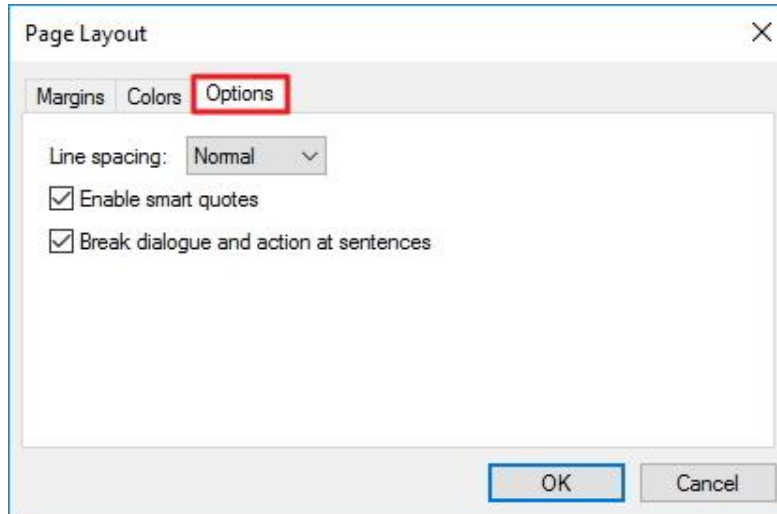 Page Layout
Margins Colors Options
Line spacing: Normal
Enable smart quotes
Break dialogue and action at sentences
OK Cancel